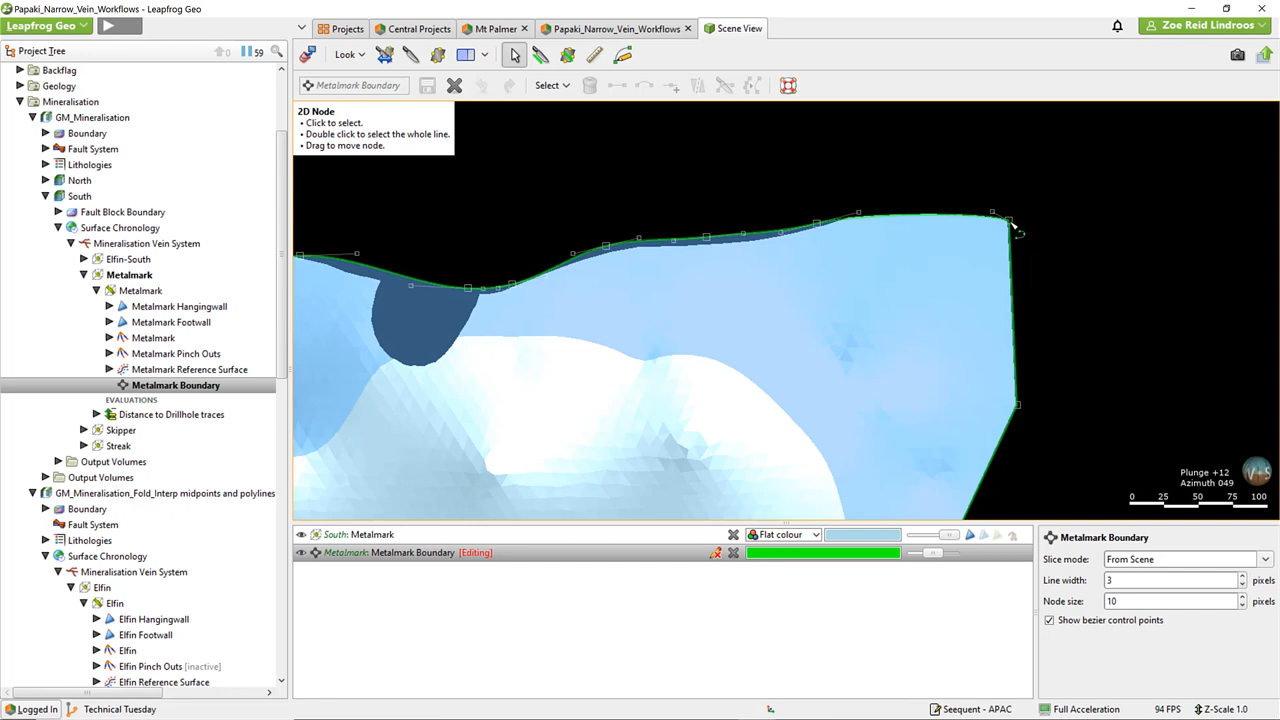 Papaki_Narrow_Vein_Workflows
Leapfrog Geo
Projects
Central Projects
Mt Palmer
Papaki_Narrow_Vein_Workflows
Scene View
Zoe Reid Lindroos
Project Tree
0
59
Look
Metalmark Boundary
Select
2D Node
• Click to select.
• Double click to select the whole line.
• Drag to move node.
Backflag
Geology
Mineralisation
GM_Mineralisation
Boundary
Fault System
Lithologies
North
South
Fault Block Boundary
Surface Chronology
Mineralisation Vein System
Elfin-South
Metalmark
Metalmark
Metalmark Hangingwall
Metalmark Footwall
Metalmark
Metalmark Pinch Outs
Metalmark Reference Surface
Metalmark Boundary
EVALUATIONS
Distance to Drillhole traces
Skipper
Streak
Output Volumes
Output Volumes
GM_Mineralisation_Fold_Interp midpoints and polylines
Boundary
Fault System
Lithologies
Surface Chronology
Mineralisation Vein System
Elfin
Elfin
Elfin Hangingwall
Elfin Footwall
Elfin
Elfin Pinch Outs [inactive]
Elfin Reference Surface
Plunge +12
Azimuth 049
0 25 50 75 100
South: Metalmark
Flat colour
Metalmark: Metalmark Boundary [Editing]
Metalmark Boundary
Slice mode: From Scene
Line width: 3 pixels
Node size: 10 pixels
Show bezier control points
Logged In
Technical Tuesday
Seequent - APAC
Full Acceleration
94 FPS
Z-Scale 1.0